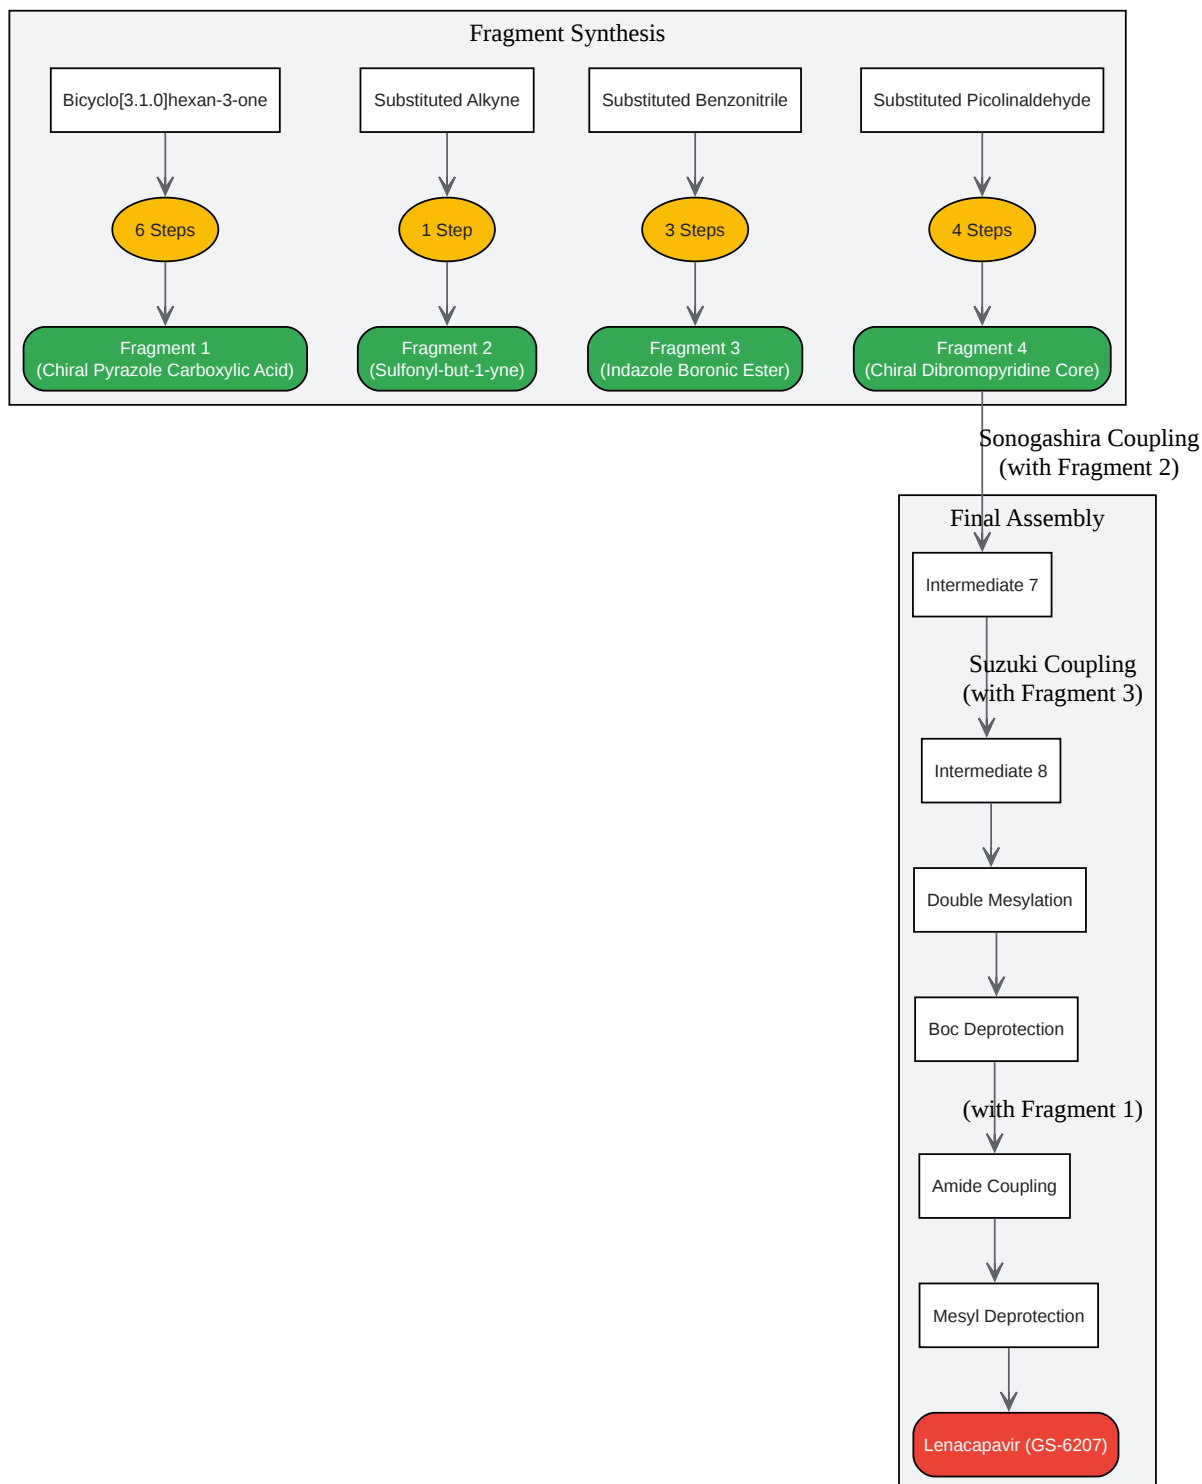 Fragment Synthesis
Bicyclo[3.1.0]hexan-3-one
Substituted Alkyne
Substituted Benzonitrile
Substituted Picolinaldehyde
6 Steps
1 Step
3 Steps
4 Steps
Fragment 1
(Chiral Pyrazole Carboxylic Acid)
Fragment 2
(Sulfonyl-but-1-yne)
Fragment 3
(Indazole Boronic Ester)
Fragment 4
(Chiral Dibromopyridine Core)
Sonogashira Coupling
(with Fragment 2)
Final Assembly
Intermediate 7
Suzuki Coupling
(with Fragment 3)
Intermediate 8
Double Mesylation
Boc Deprotection
(with Fragment 1)
Amide Coupling
Mesyl Deprotection
Lenacapavir (GS-6207)